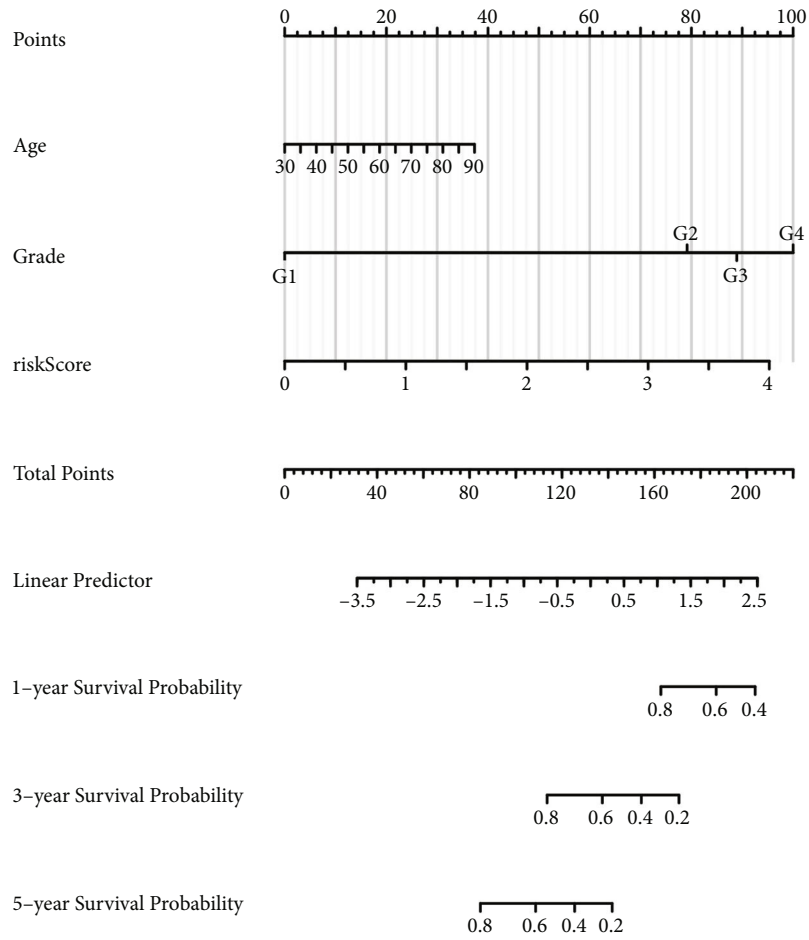 0 20 40 60 80 100
Points
Age
30 40 50 60 70 80 90
G2 G4
Grade
G1 G3
riskScore
0 1 2 3 4
Total Points
0 40 80 120 160 200
Linear Predictor
–3.5 –2.5 –1.5 –0.5 0.5 1.5 2.5
1–year Survival Probability
0.8 0.6 0.4
3–year Survival Probability
0.8 0.6 0.4 0.2
5–year Survival Probability
0.8 0.6 0.4 0.2